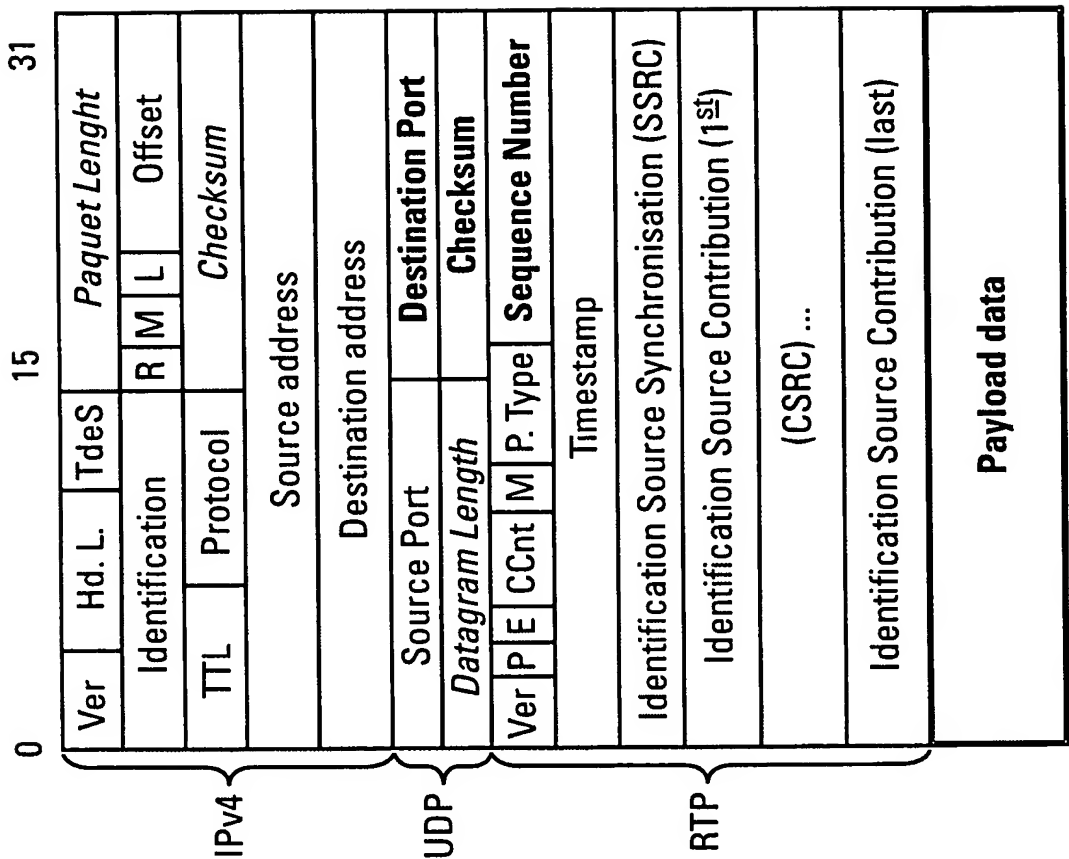 0 15 31
Ver Hd. L. TdeS Paquet Lenght
Identification R M L Offset
TTL Protocol Checksum
Source address
Destination address
IPv4
Source Port Destination Port
Datagram Length Checksum
UDP
Ver P E CCnt M P. Type Sequence Number
Timestamp
Identification Source Synchronisation (SSRC)
Identification Source Contribution (1st)
(CSRC) ...
Identification Source Contribution (last)
RTP
Payload data